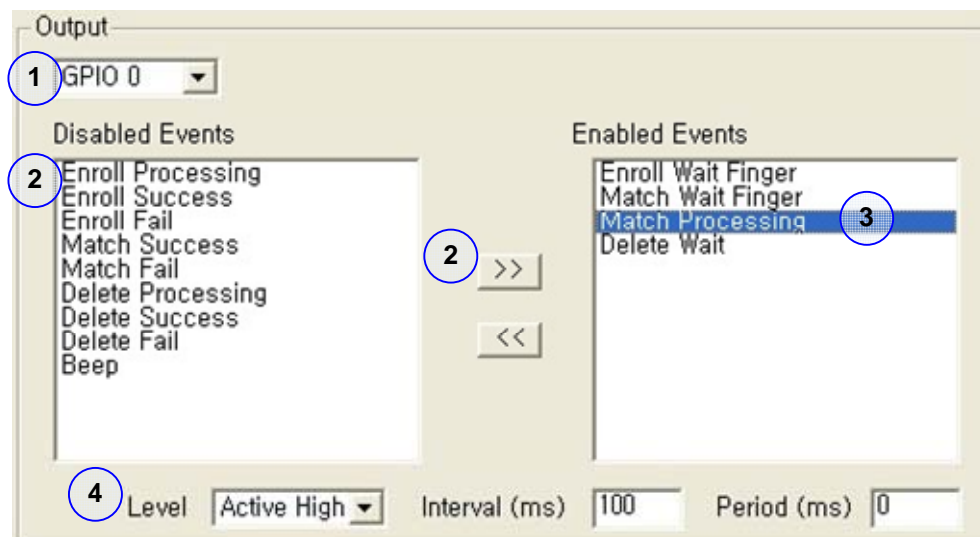 Output
1 GPIO 0
Disabled Events Enabled Events
2 Enroll Processing
Enroll Success
Enroll Fail
Match Success
Match Fail
Delete Processing
Delete Success
Delete Fail
Beep
2 >>
<<
Enroll Wait Finger
Match Wait Finger
Match Processing 3
Delete Wait
4 Level Active High Interval (ms) 100 Period (ms) 0